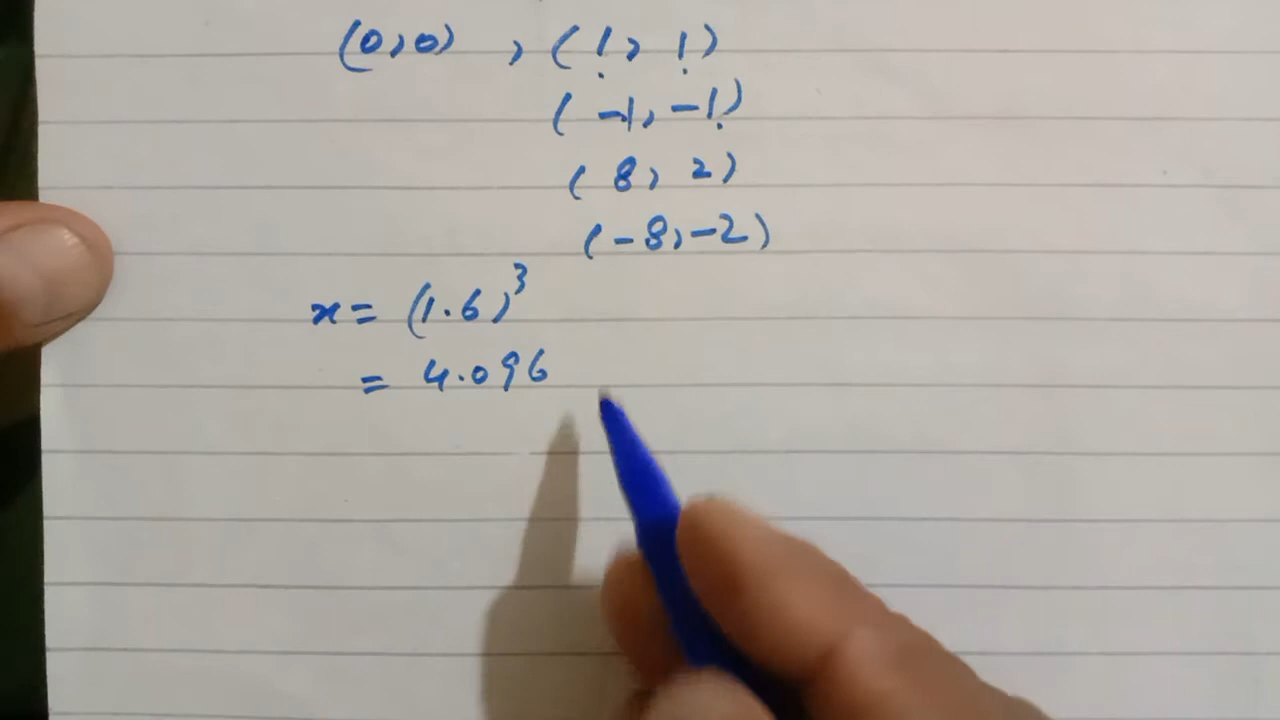 (0,0) , (1, 1)
(-1, -1)
(8, 2)
(-8,-2)
x = (1.6)³
= 4.096